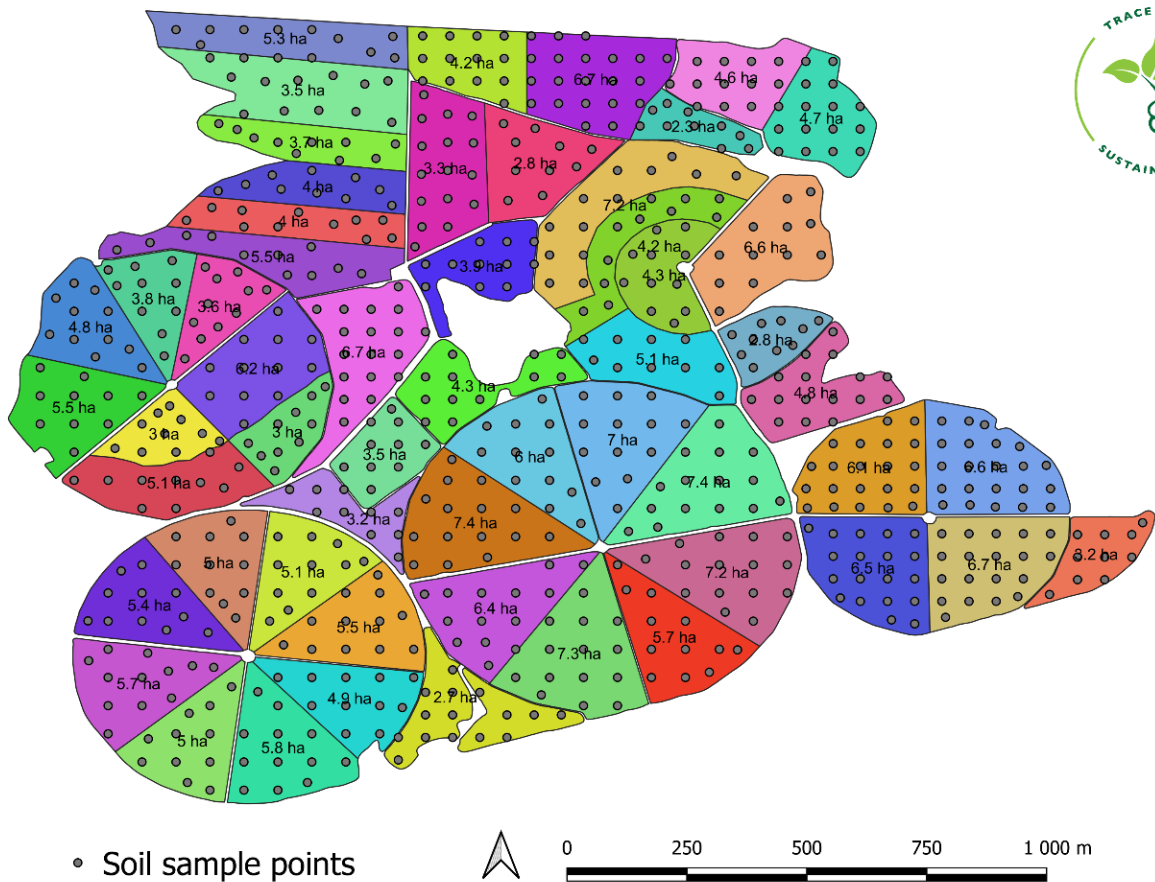 TRACE
SUSTAIN
5.3 ha
4.2 ha
6.7 ha
4.6 ha
3.5 ha
4.7 ha
2.3 ha
3.7 ha
3.3 ha
2.8 ha
4 ha
7.2 ha
4 ha
5.5 ha
4.2 ha
6.6 ha
3.9 ha
4.3 ha
3.8 ha
3.6 ha
4.8 ha
2.8 ha
6.7 ha
5.1 ha
6.2 ha
4.3 ha
4.8 ha
5.5 ha
3 ha
3 ha
7 ha
3.5 ha
6 ha
6.1 ha
6.6 ha
7.4 ha
5.1 ha
3.2 ha
7.4 ha
5 ha
5.1 ha
3.2 ha
6.5 ha
6.7 ha
7.2 ha
5.4 ha
6.4 ha
5.5 ha
5.7 ha
7.3 ha
5.7 ha
4.9 ha
2.7 ha
5 ha
5.8 ha
Soil sample points
0 250 500 750 1 000 m